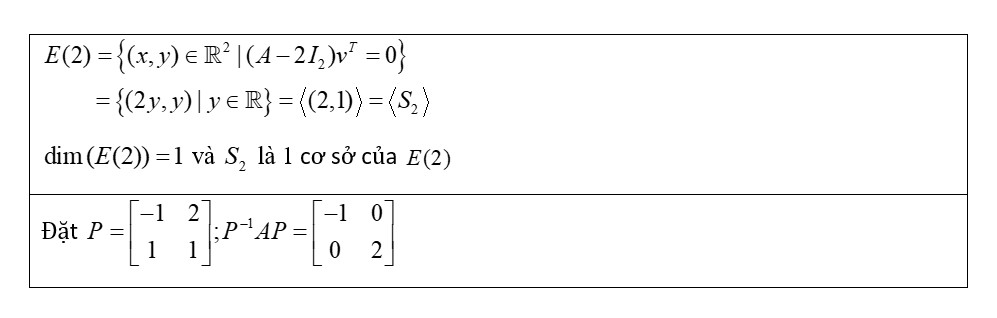 E(2) = {(x, y) ∈ ℝ² | (A − 2I₂)vᵀ = 0}
= {(2y, y) | y ∈ ℝ} = ⟨(2,1)⟩ = ⟨S₂⟩
dim(E(2)) = 1 và S₂ là 1 cơ sở của E(2)
Đặt P = [−1 2; 1 1]; P⁻¹AP = [−1 0; 0 2]